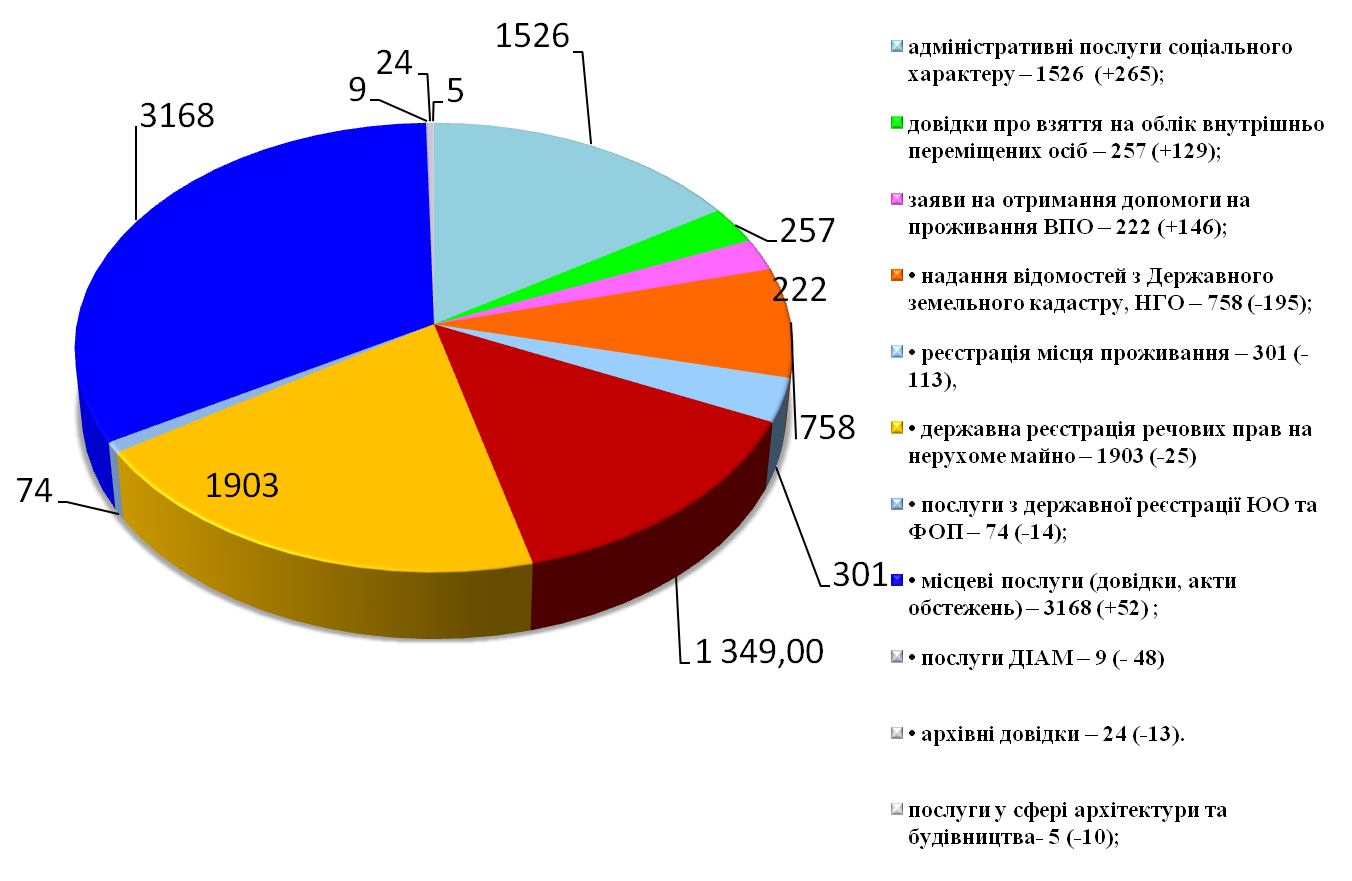 1526
24
9
5
3168
257
222
758
1903
74
301
1 349,00
адміністративні послуги соціального
характеру – 1526  (+265);
довідки про взяття на облік внутрішньо
переміщених осіб – 257 (+129);
заяви на отримання допомоги на
проживання ВПО – 222 (+146);
• надання відомостей з Державного
земельного кадастру, НГО – 758 (-195);
• реєстрація місця проживання – 301 (-
113),
• державна реєстрація речових прав на
нерухоме майно – 1903 (-25)
• послуги з державної реєстрації ЮО та
ФОП – 74 (-14);
• місцеві послуги (довідки, акти
обстежень) – 3168 (+52) ;
• послуги ДІАМ – 9 (- 48)
• архівні довідки – 24 (-13).
послуги у сфері архітектури та
будівництва- 5 (-10);